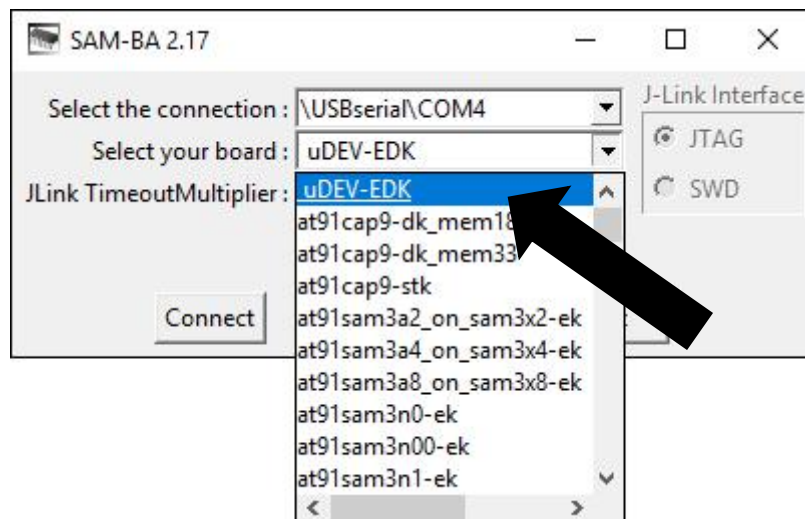 SAM-BA 2.17
Select the connection : \USBserial\COM4
J-Link Interface
Select your board : uDEV-EDK
JTAG
JLink TimeoutMultiplier : uDEV-EDK
SWD
at91cap9-dk_mem18
at91cap9-dk_mem33
at91cap9-stk
Connect
at91sam3a2_on_sam3x2-ek
at91sam3a4_on_sam3x4-ek
at91sam3a8_on_sam3x8-ek
at91sam3n0-ek
at91sam3n00-ek
at91sam3n1-ek